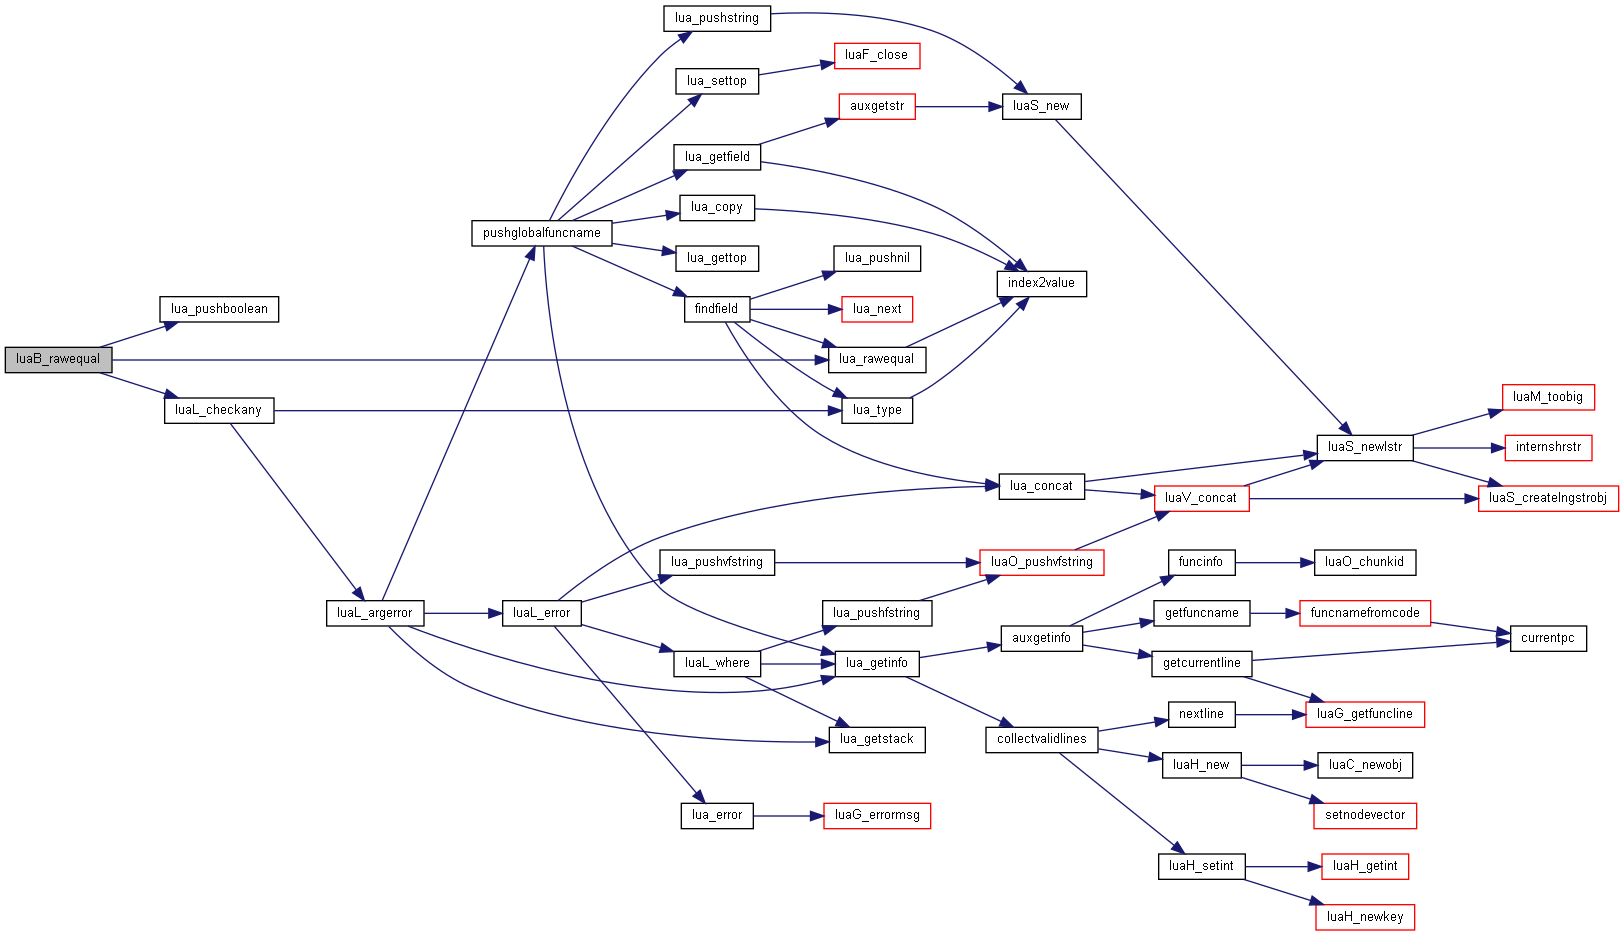 lua_pushstring
luaF_close
lua_settop
auxgetstr
luaS_new
lua_getfield
lua_copy
pushglobalfuncname
lua_gettop
lua_pushnil
index2value
lua_pushboolean
findfield
lua_next
luaB_rawequal
lua_rawequal
luaL_checkany
lua_type
luaM_toobig
luaS_newlstr
internshrstr
lua_concat
luaV_concat
luaS_createlngstrobj
lua_pushvfstring
luaO_pushvfstring
funcinfo
luaO_chunkid
luaL_argerror
luaL_error
lua_pushfstring
getfuncname
funcnamefromcode
auxgetinfo
currentpc
luaL_where
lua_getinfo
getcurrentline
nextline
luaG_getfuncline
lua_getstack
collectvalidlines
luaH_new
luaC_newobj
lua_error
luaG_errormsg
setnodevector
luaH_setint
luaH_getint
luaH_newkey